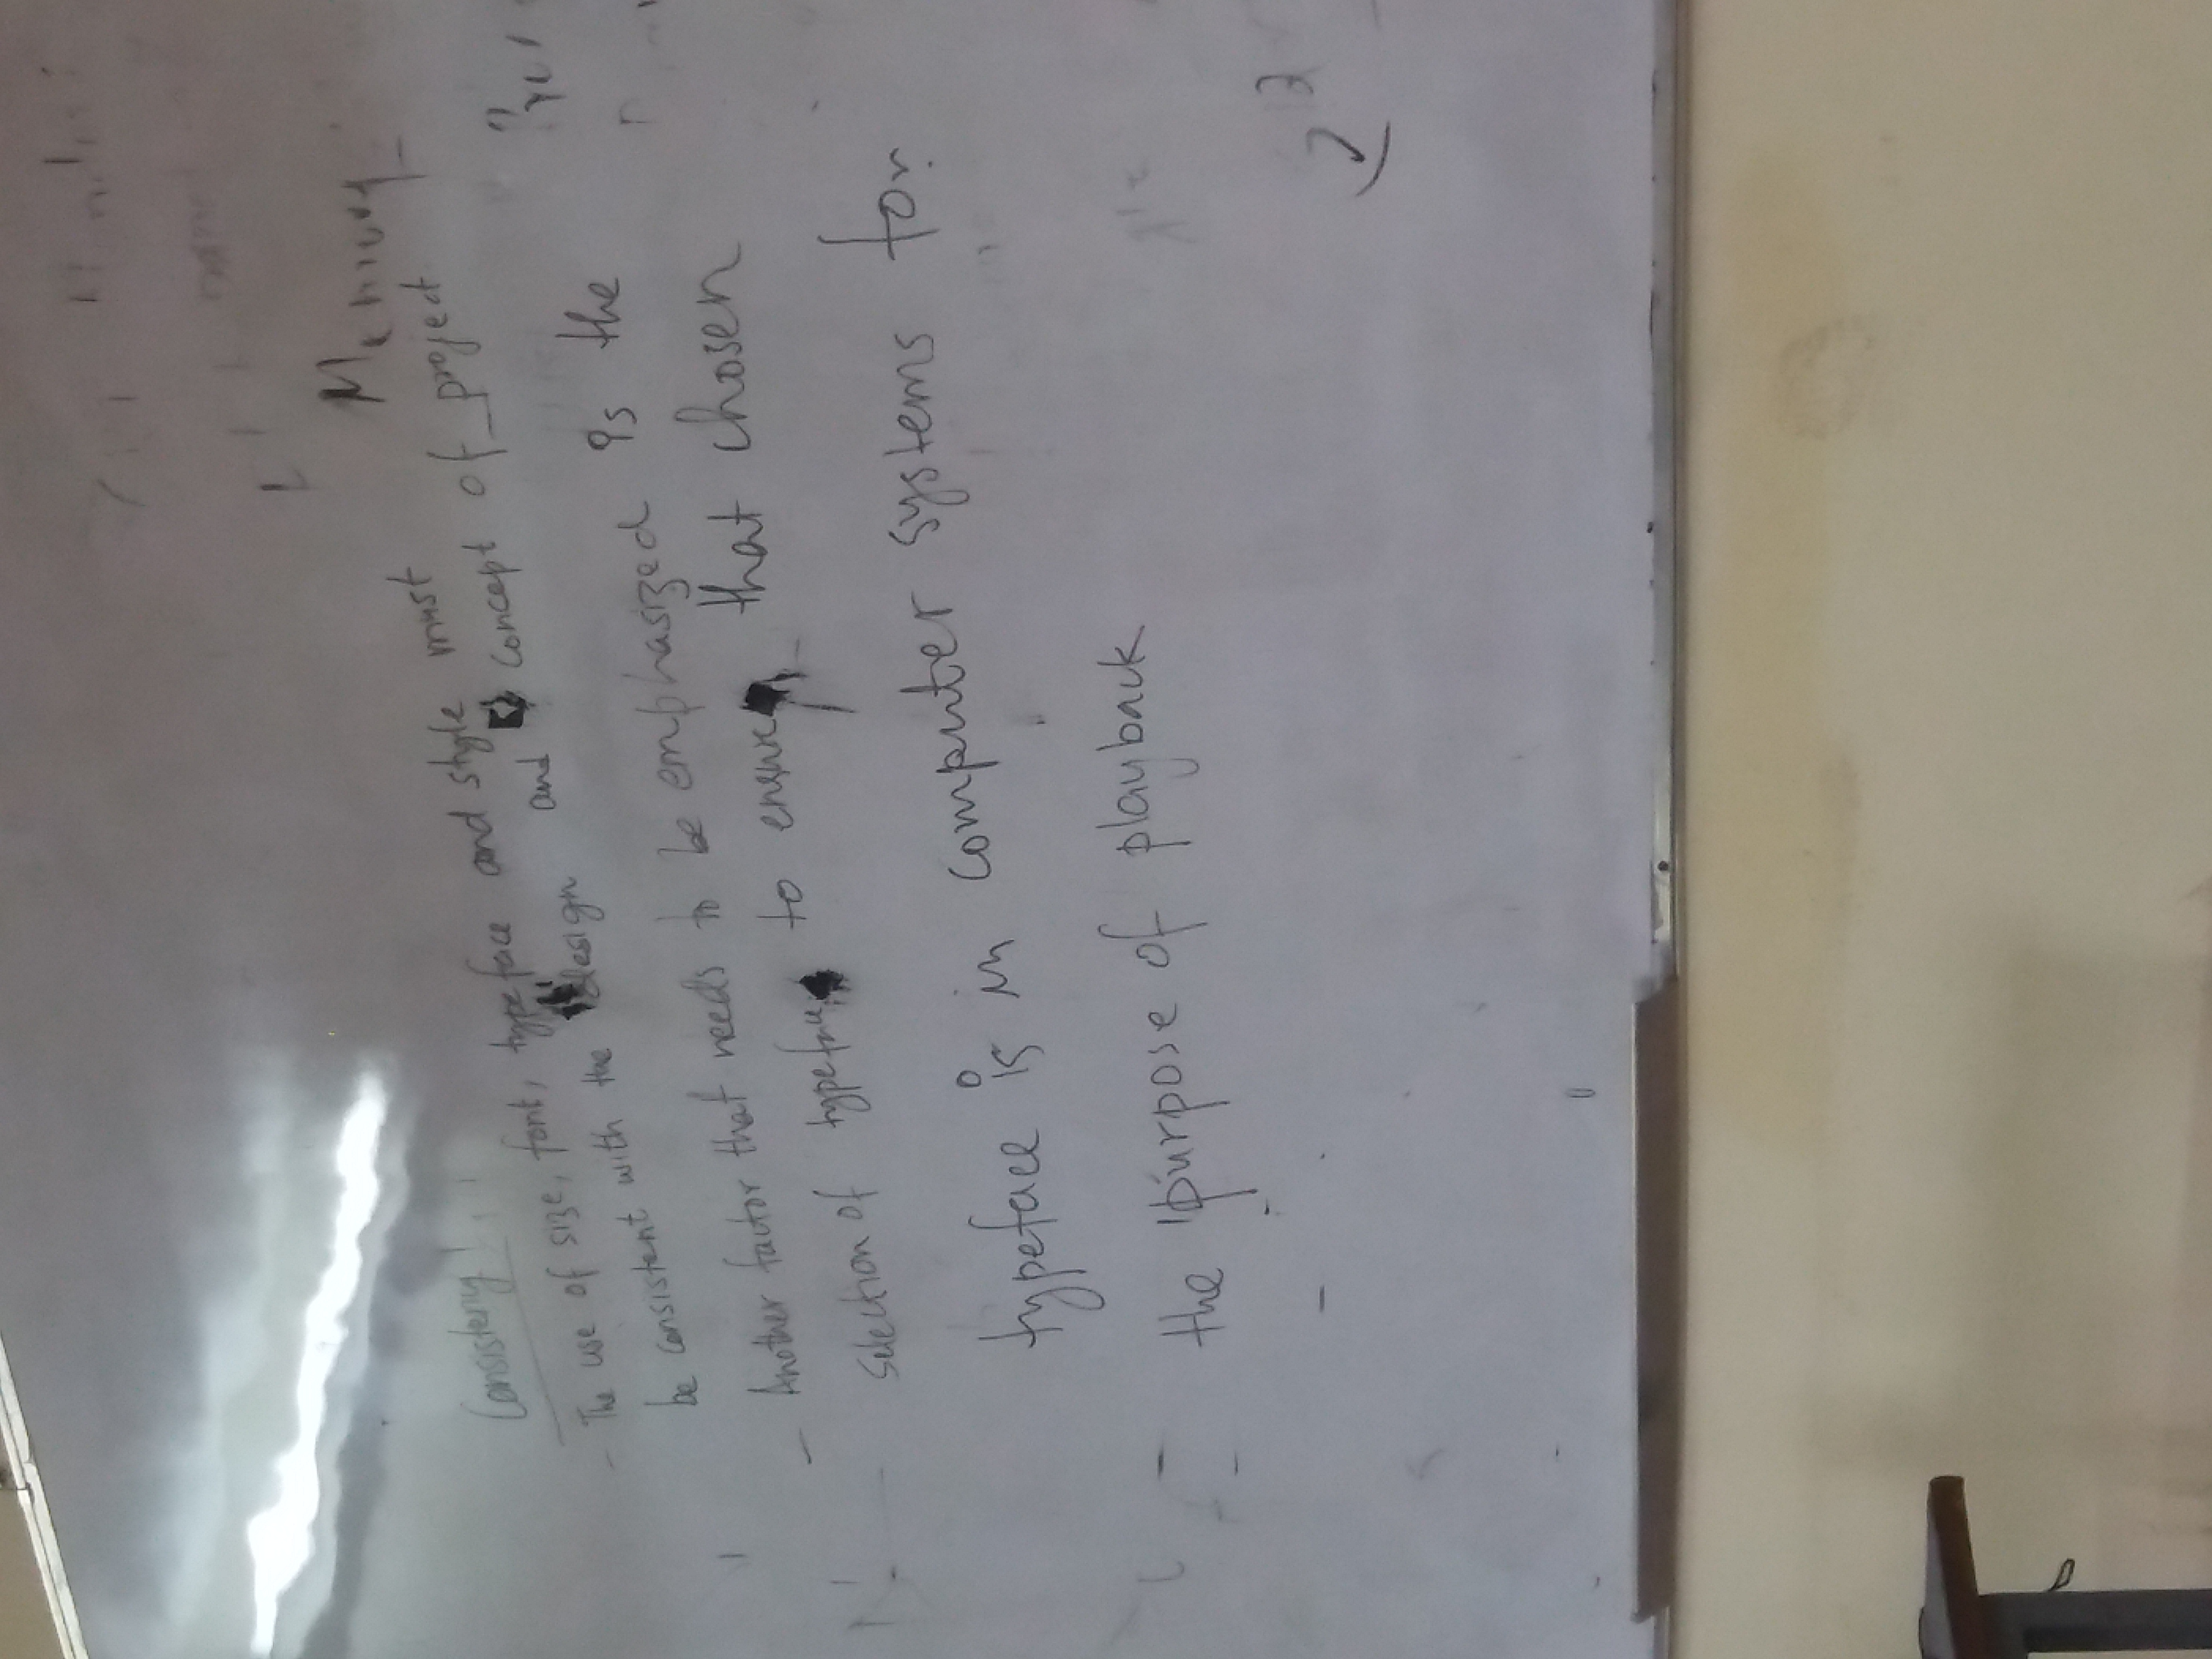 Consistency!
- The use of size, font, typeface and style must
be consistent with the design and concept of project
- Another factor that needs to be emphasized is the
selection of typeface to ensure that chosen
typeface is in computer systems for
the purpose of playback